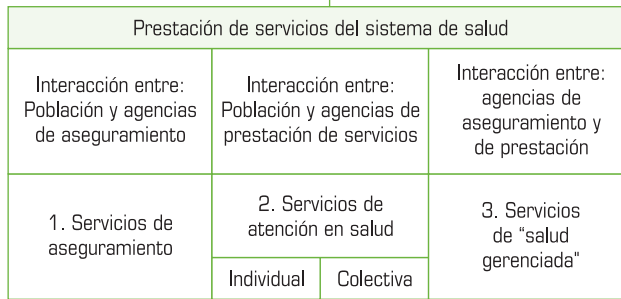 Prestación de servicios del sistema de salud
Interacción entre:
Población y agencias
de aseguramiento
Interacción entre:
Población y agencias de
prestación de servicios
Interacción entre:
agencias de
aseguramiento y
de prestación
1. Servicios de
aseguramiento
2. Servicios de
atención en salud
Individual
Colectiva
3. Servicios
de “salud
gerenciada"